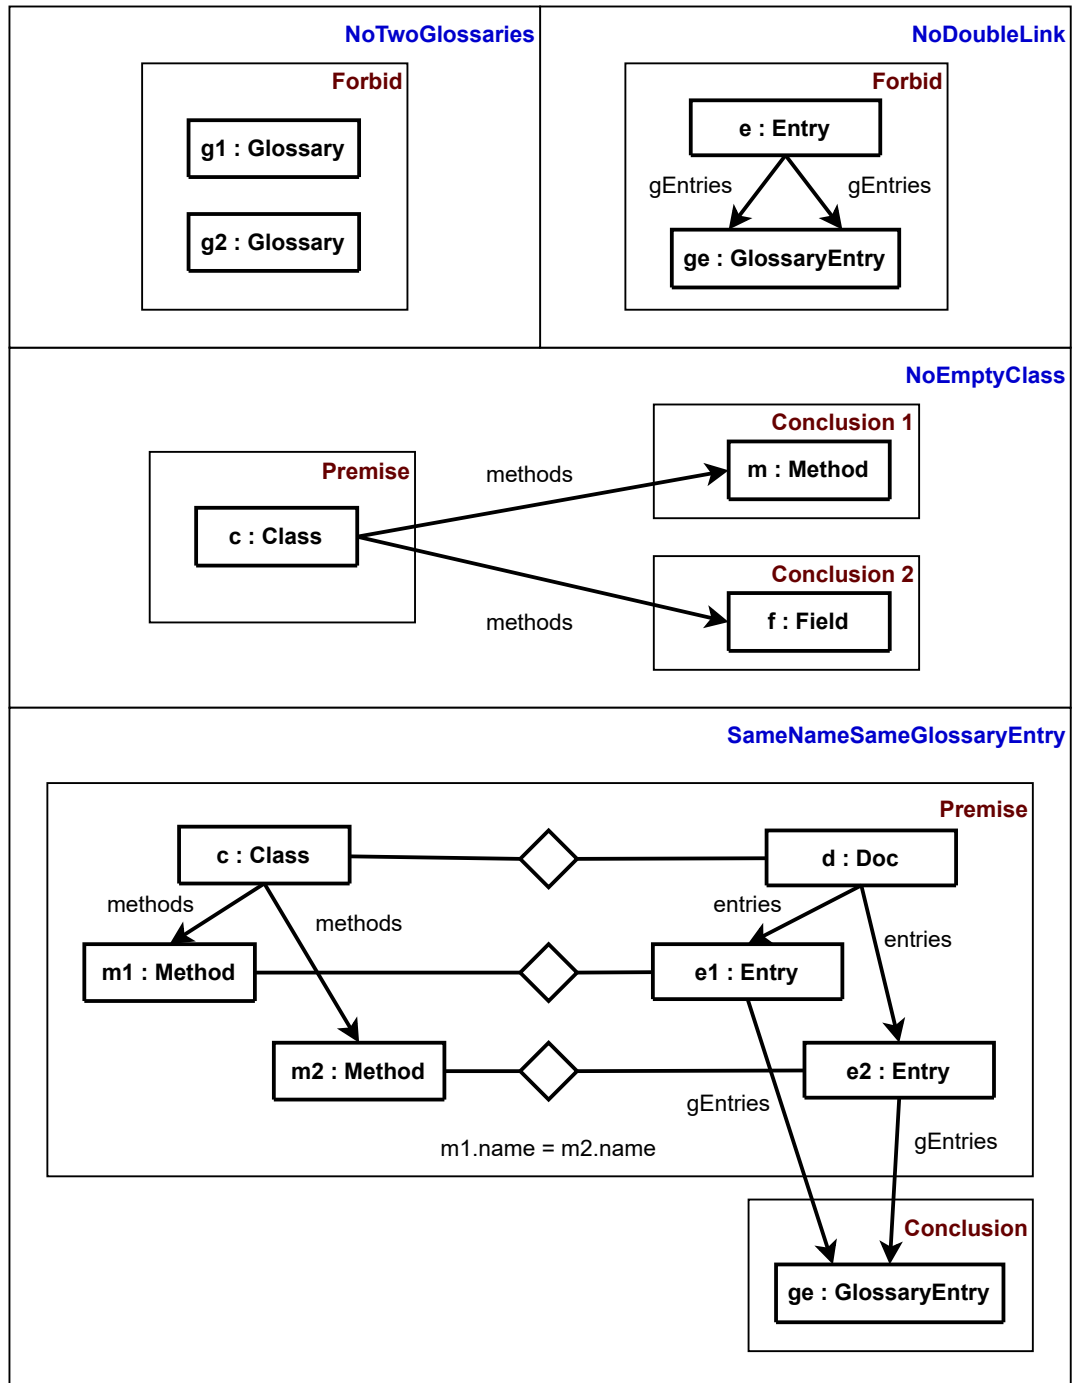 NoTwoGlossaries
Forbid
g1 : Glossary
g2 : Glossary
NoDoubleLink
Forbid
e : Entry
gEntries
gEntries
ge : GlossaryEntry
NoEmptyClass
Premise
c : Class
methods
methods
Conclusion 1
m : Method
Conclusion 2
f : Field
SameNameSameGlossaryEntry
Premise
c : Class
d : Doc
methods
methods
entries
entries
m1 : Method
e1 : Entry
m2 : Method
e2 : Entry
gEntries
gEntries
m1.name = m2.name
Conclusion
ge : GlossaryEntry